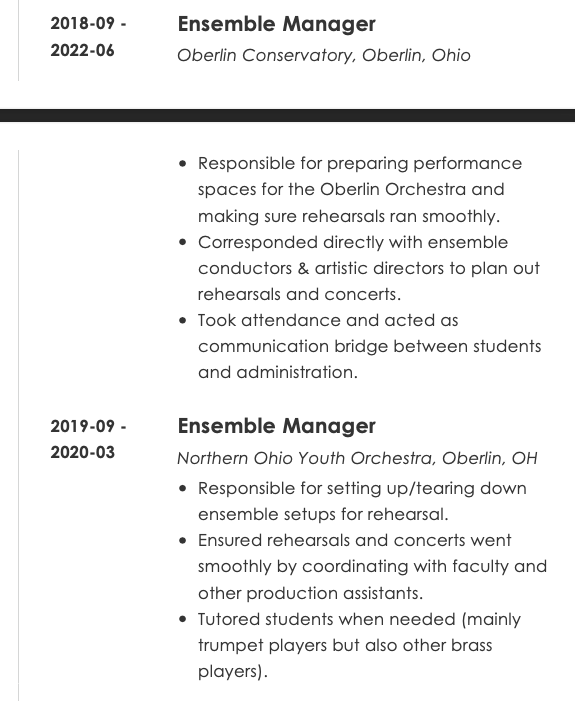 2018-09 - Ensemble Manager
2022-06 Oberlin Conservatory, Oberlin, Ohio
• Responsible for preparing performance
spaces for the Oberlin Orchestra and
making sure rehearsals ran smoothly.
• Corresponded directly with ensemble
conductors & artistic directors to plan out
rehearsals and concerts.
• Took attendance and acted as
communication bridge between students
and administration.
2019-09 - Ensemble Manager
2020-03 Northern Ohio Youth Orchestra, Oberlin, OH
• Responsible for setting up/tearing down
ensemble setups for rehearsal.
• Ensured rehearsals and concerts went
smoothly by coordinating with faculty and
other production assistants.
• Tutored students when needed (mainly
trumpet players but also other brass
players).